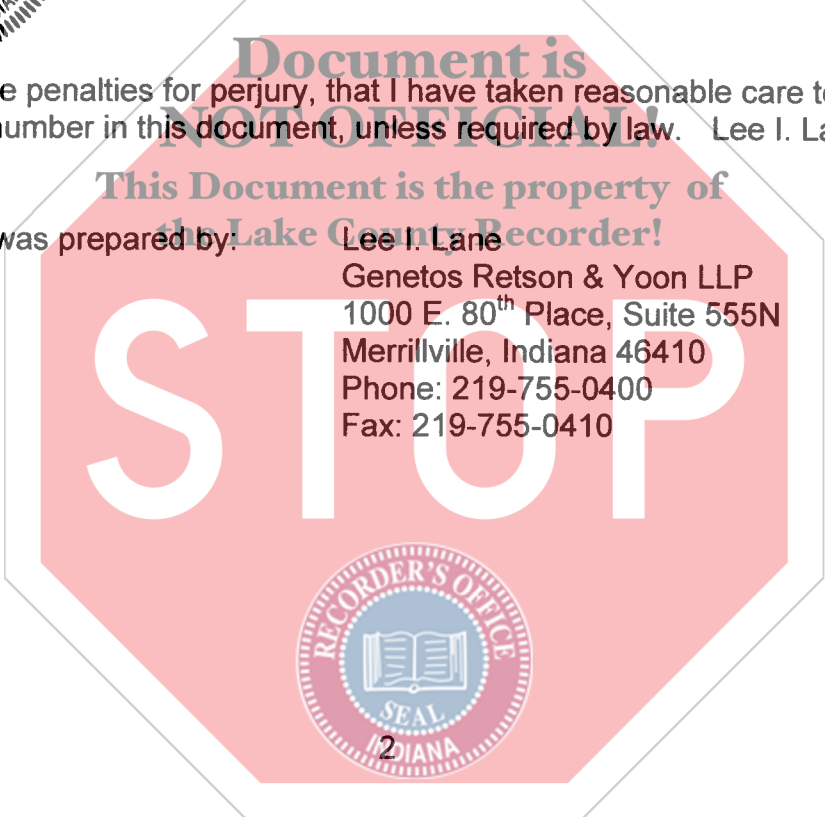 Document is
e penalties for perjury, that I have taken reasonable care to
NOT OFFICIAL!
number in this document, unless required by law. Lee I. La
This Document is the property of
the Lake County Recorder!
was prepared by: Lee I. Lane
Genetos Retson & Yoon LLP
1000 E. 80th Place, Suite 555N
Merrillville, Indiana 46410
Phone: 219-755-0400
Fax: 219-755-0410
STOP
RECORDER'S OFFICE
SEAL
INDIANA
2